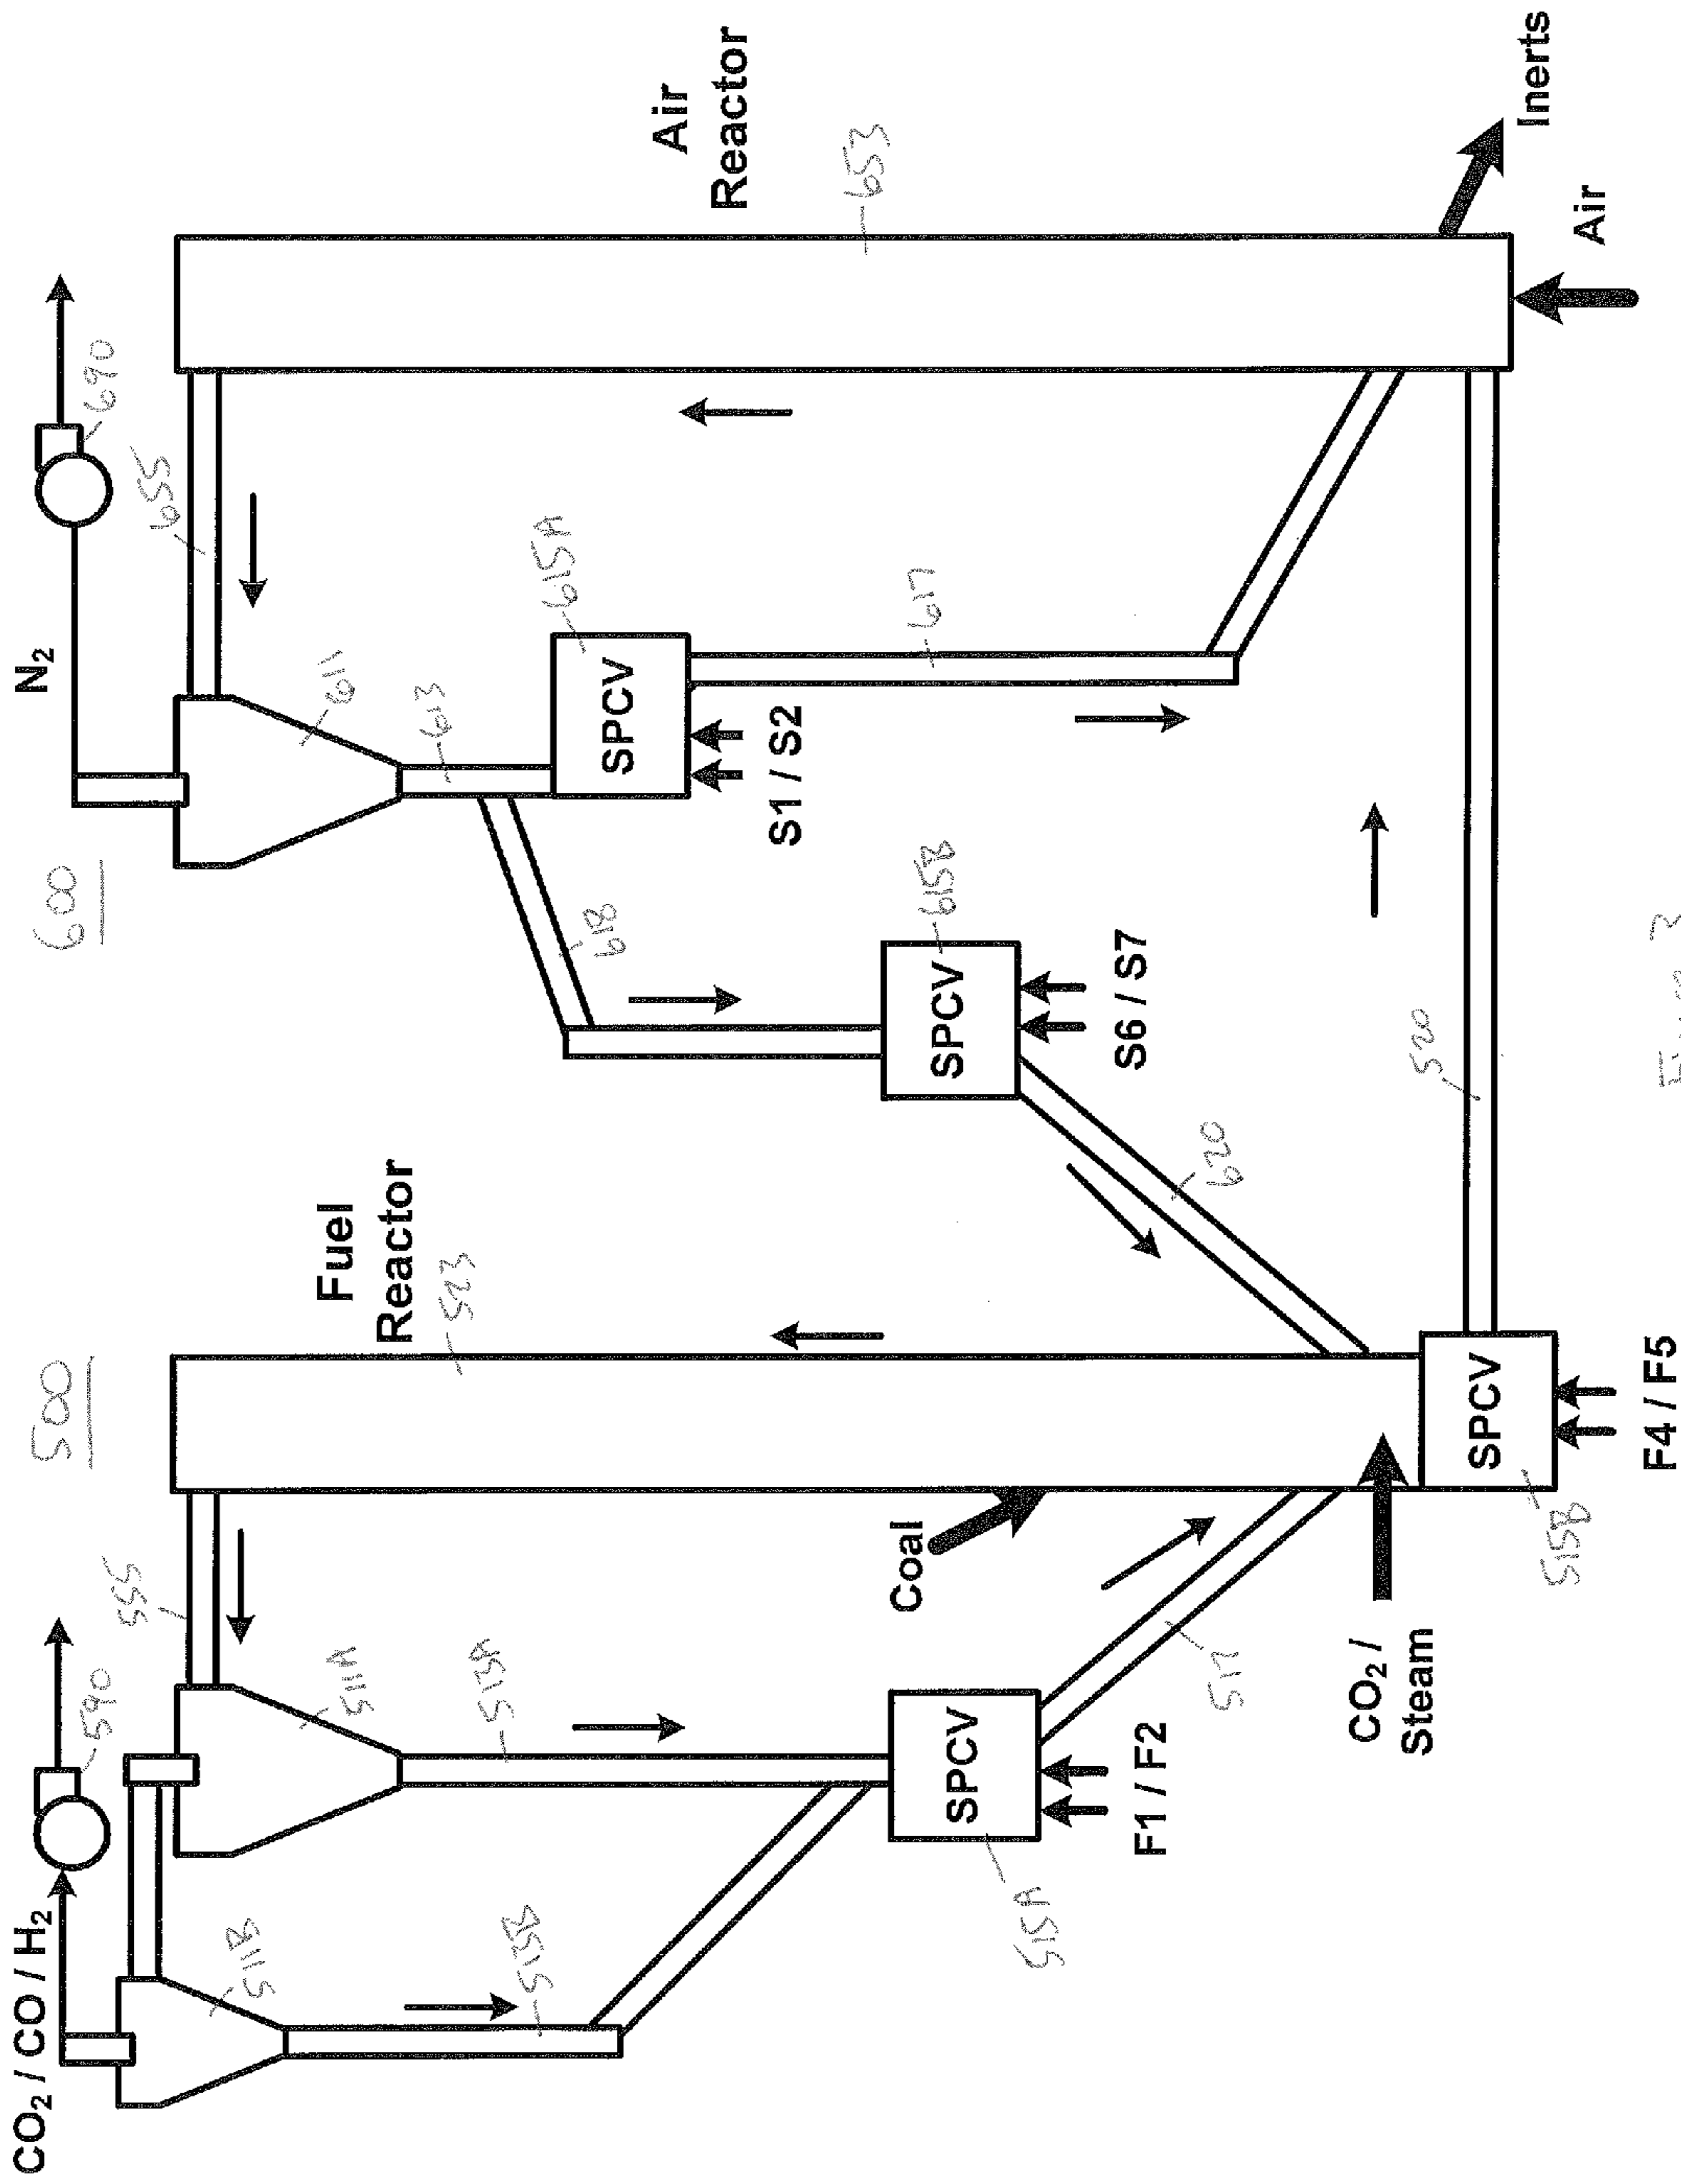 CO₂ / CO / H₂
590
500
N₂
690
600
555
655
511B
511A
611
513A
613
513B
615A
SPCV
S1 / S2
618
617
Fuel
Reactor
523
Air
Reactor
653
615B
SPCV
S6 / S7
620
SPCV
515A
F1 / F2
517
Coal
CO₂ /
Steam
SPCV
515B
F4 / F5
520
Inerts
Air
Figure 3